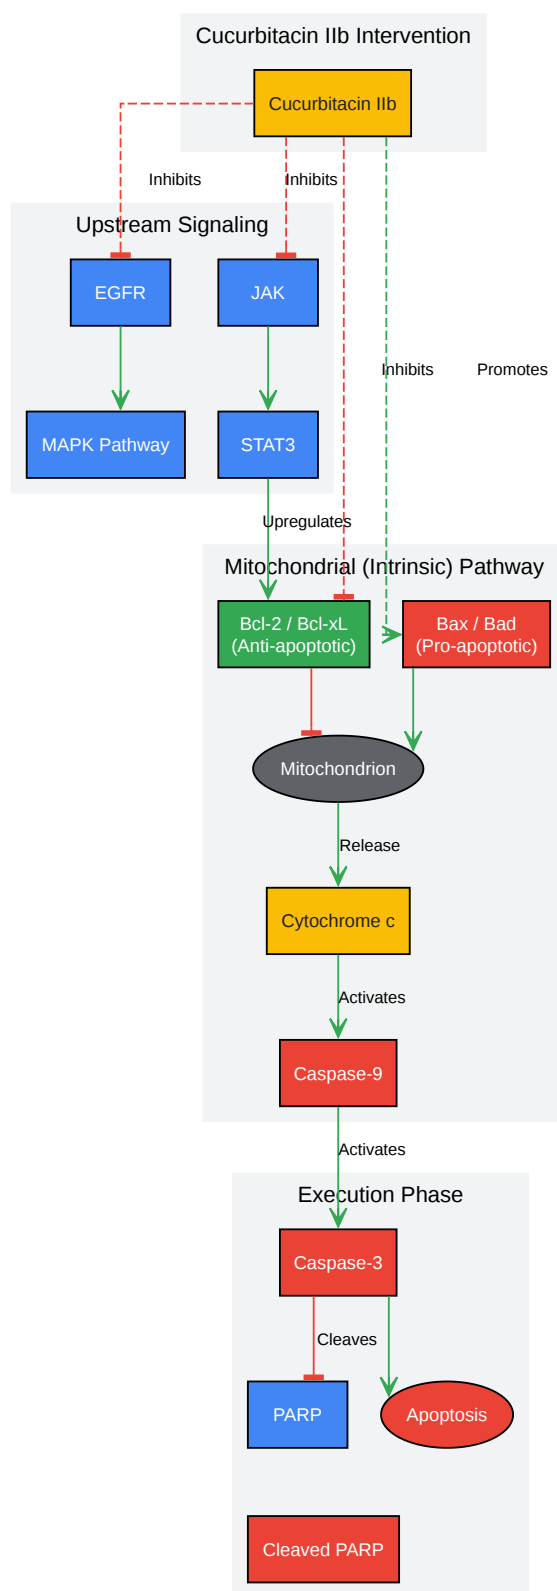 Cucurbitacin IIb Intervention
Cucurbitacin IIb
Inhibits
Inhibits
Upstream Signaling
EGFR
JAK
Inhibits
Promotes
MAPK Pathway
STAT3
Upregulates
Mitochondrial (Intrinsic) Pathway
Bcl-2 / Bcl-xL
(Anti-apoptotic)
Bax / Bad
(Pro-apoptotic)
Mitochondrion
Release
Cytochrome c
Activates
Caspase-9
Activates
Execution Phase
Caspase-3
Cleaves
PARP
Apoptosis
Cleaved PARP